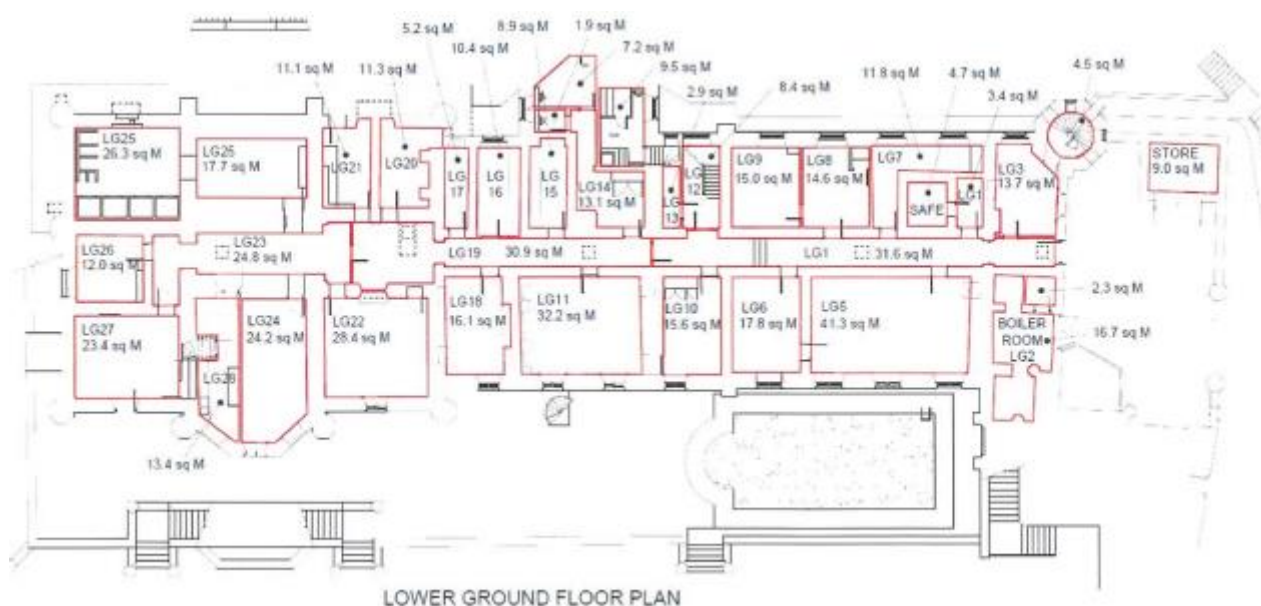 1.9 sq M
8.9 sq M
5.2 sq M
7.2 sq M
10.4 sq M
9.5 sq M
11.1 sq M
11.3 sq M
2.9 sq M
8.4 sq M
11.8 sq M
4.7 sq M
3.4 sq M
4.5 sq M
LG25
26.3 sq M
LG25
17.7 sq M
LG21
LG20
LG
17
LG
16
LG
15
LG14
13.1 sq M
LG
13
LG
12
LG9
15.0 sq M
LG8
14.6 sq M
LG7
SAFE
LG1
LG3
13.7 sq M
STORE
9.0 sq M
LG26
12.0 sq M
LG23
24.8 sq M
LG19
30.9 sq M
LG1
31.6 sq M
LG27
23.4 sq M
LG28
LG24
24.2 sq M
LG22
28.4 sq M
LG18
16.1 sq M
LG11
32.2 sq M
LG10
15.6 sq M
LG6
17.8 sq M
LG5
41.3 sq M
2.3 sq M
BOILER
ROOM
LG2
16.7 sq M
13.4 sq M
LOWER GROUND FLOOR PLAN